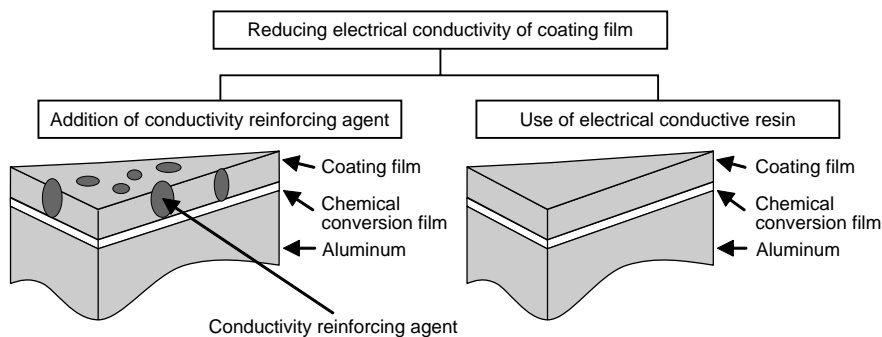 Reducing electrical conductivity of coating film
Addition of conductivity reinforcing agent
Use of electrical conductive resin
Coating film
Chemical
conversion film
Aluminum
Conductivity reinforcing agent
Coating film
Chemical
conversion film
Aluminum